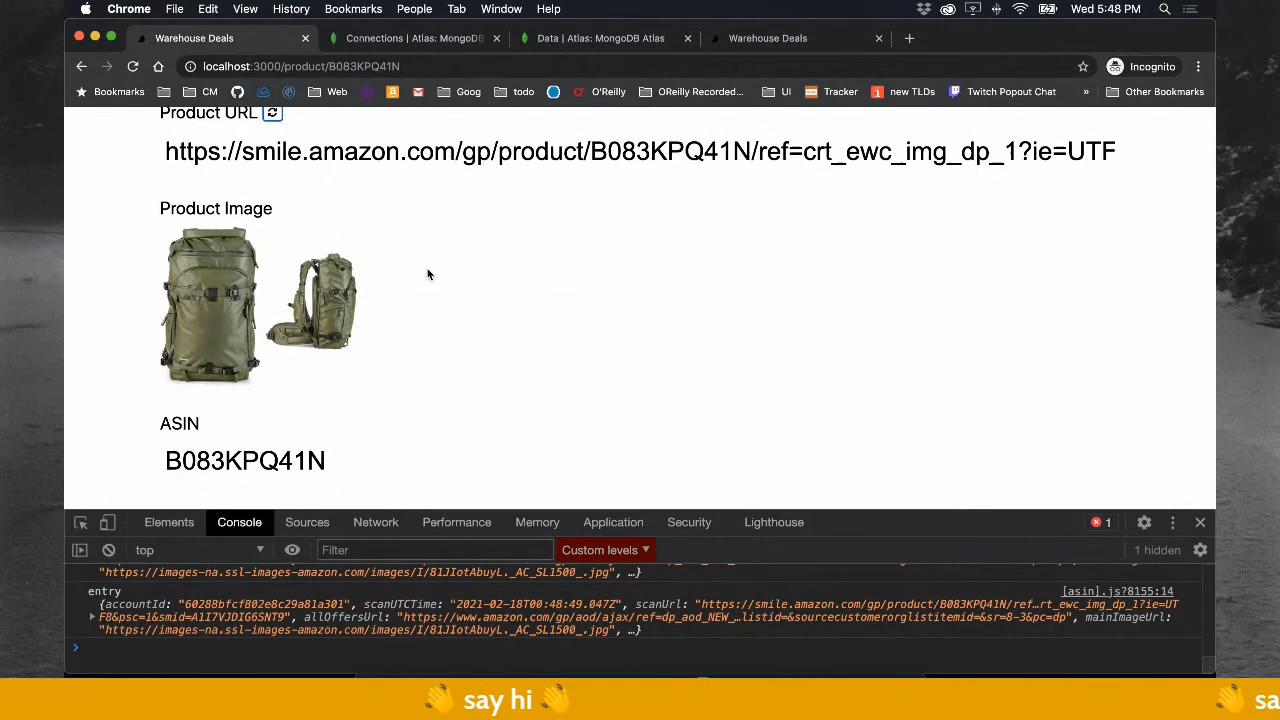 Chrome File Edit View History Bookmarks People Tab Window Help Wed 5:48 PM
Warehouse Deals Connections | Atlas: MongoDB Data | Atlas: MongoDB Atlas Warehouse Deals
localhost:3000/product/B083KPQ41N Incognito
Bookmarks CM Web Goog todo O'Reilly OReilly Recorded... UI Tracker new TLDs Twitch Popout Chat » Other Bookmarks
Product URL
https://smile.amazon.com/gp/product/B083KPQ41N/ref=crt_ewc_img_dp_1?ie=UTF
Product Image
ASIN
B083KPQ41N
Elements Console Sources Network Performance Memory Application Security Lighthouse 1
top Filter Custom levels 1 hidden
"https://images-na.ssl-images-amazon.com/images/I/81JIotAbuyL._AC_SL1500_.jpg", …}
entry [asin].js?8155:14
{accountId: "60288bfcf802e8c29a81a301", scanUTCTime: "2021-02-18T00:48:49.047Z", scanUrl: "https://smile.amazon.com/gp/product/B083KPQ41N/ref…rt_ewc_img_dp_1?ie=UT
F8&psc=1&smid=A1I7VJDIG6SNT9", allOffersUrl: "https://www.amazon.com/gp/aod/ajax/ref=dp_aod_NEW_…listid=&sourcecustomerorglistitemid=&sr=8-3&pc=dp", mainImageUrl:
"https://images-na.ssl-images-amazon.com/images/I/81JIotAbuyL._AC_SL1500_.jpg", …}
👋 say hi 👋 👋 sa